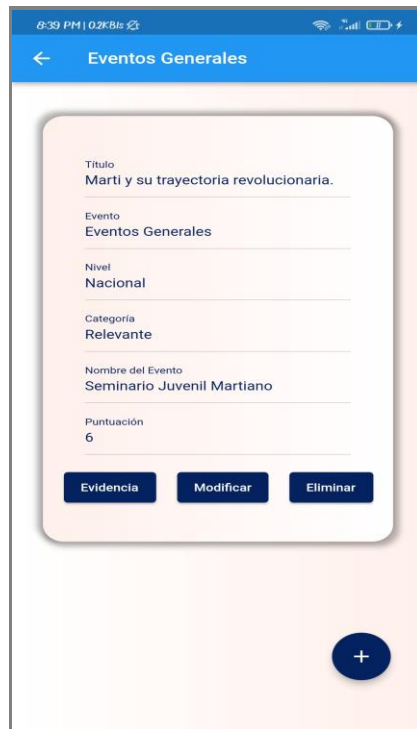 8:39 PM | 0.2KB/s
Eventos Generales
Título
Marti y su trayectoria revolucionaria.
Evento
Eventos Generales
Nivel
Nacional
Categoría
Relevante
Nombre del Evento
Seminario Juvenil Martiano
Puntuación
6
Evidencia Modificar Eliminar
+